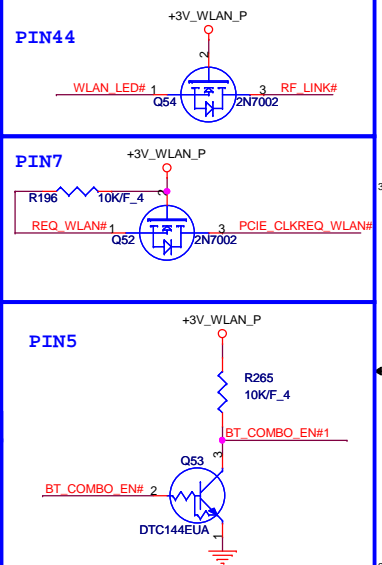 PIN44
+3V_WLAN_P
2
WLAN_LED# 1 3 RF_LINK#
Q54 2N7002
PIN7
+3V_WLAN_P
R196 10K/F_4 2
REQ_WLAN# 1 3 PCIE_CLKREQ_WLAN#
Q52 2N7002
3
PIN5
+3V_WLAN_P
R265
10K/F_4
BT_COMBO_EN#1
3
Q53
BT_COMBO_EN# 2
DTC144EUA
1